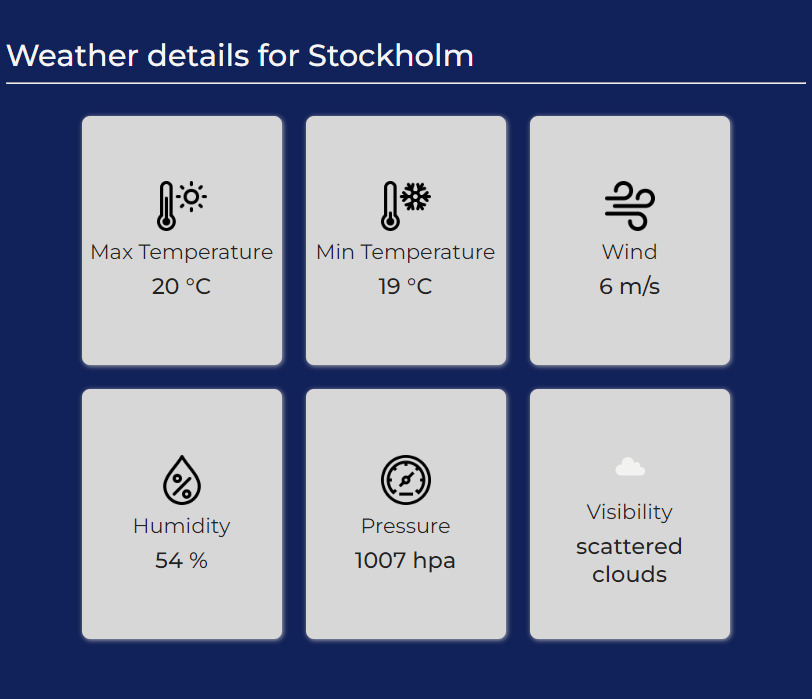 Weather details for Stockholm
Max Temperature
20 °C
Min Temperature
19 °C
Wind
6 m/s
Humidity
54 %
Pressure
1007 hpa
Visibility
scattered
clouds